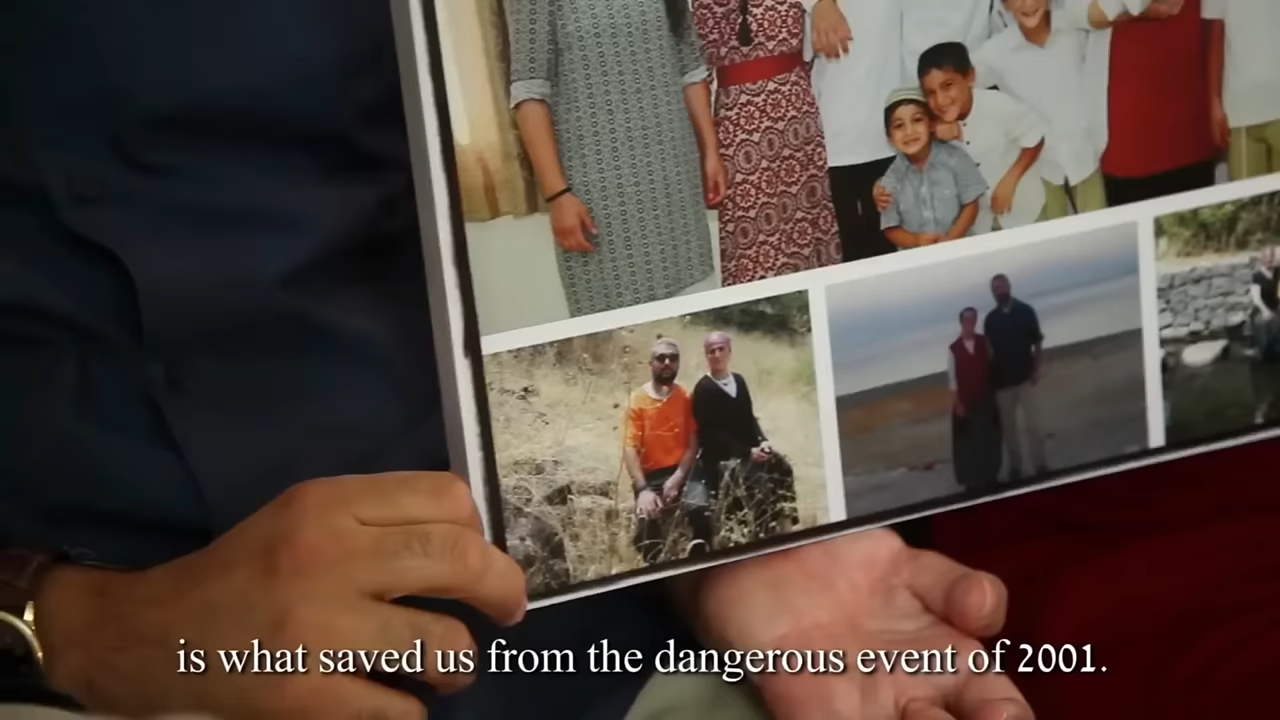 is what saved us from the dangerous event of 2001.